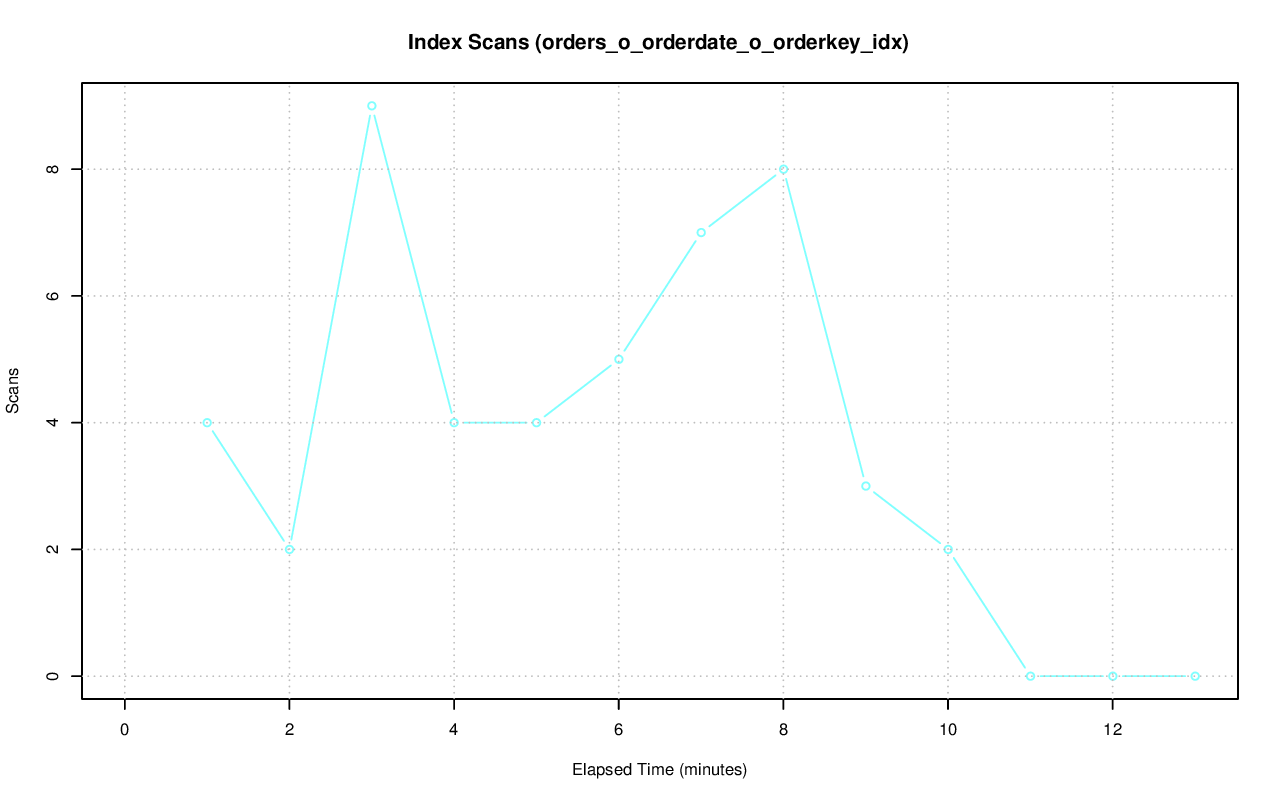 Index Scans (orders_o_orderdate_o_orderkey_idx)
Scans
8
6
4
2
0
0 2 4 6 8 10 12
Elapsed Time (minutes)